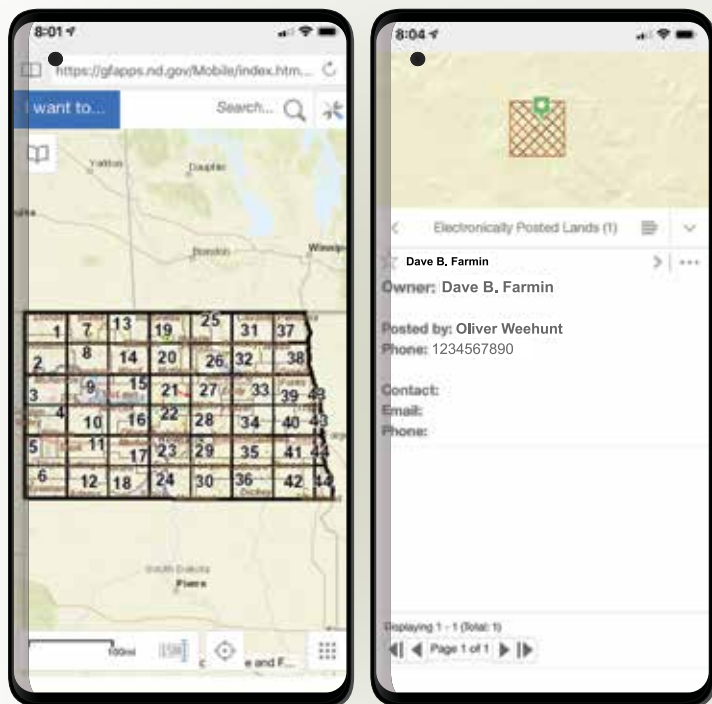 8:01
https://gfapps.nd.gov/Mobile/index.htm...
I want to...
Search...
Yorkton
Dauphin
Brandon
1 7 13 19 25 31 37
2 8 14 20 26 32 38
3 9 15 21 27 33 39 43
4 10 16 22 28 34 40 43
5 11 17 23 29 35 41 44
6 12 18 24 30 36 42 44
South Dakota
Pierre
100mi
e and F...
8:04
Electronically Posted Lands (1)
Dave B. Farmin
Owner: Dave B. Farmin
Posted by: Oliver Weehunt
Phone: 1234567890
Contact:
Email:
Phone:
Displaying 1 - 1 (Total: 1)
Page 1 of 1